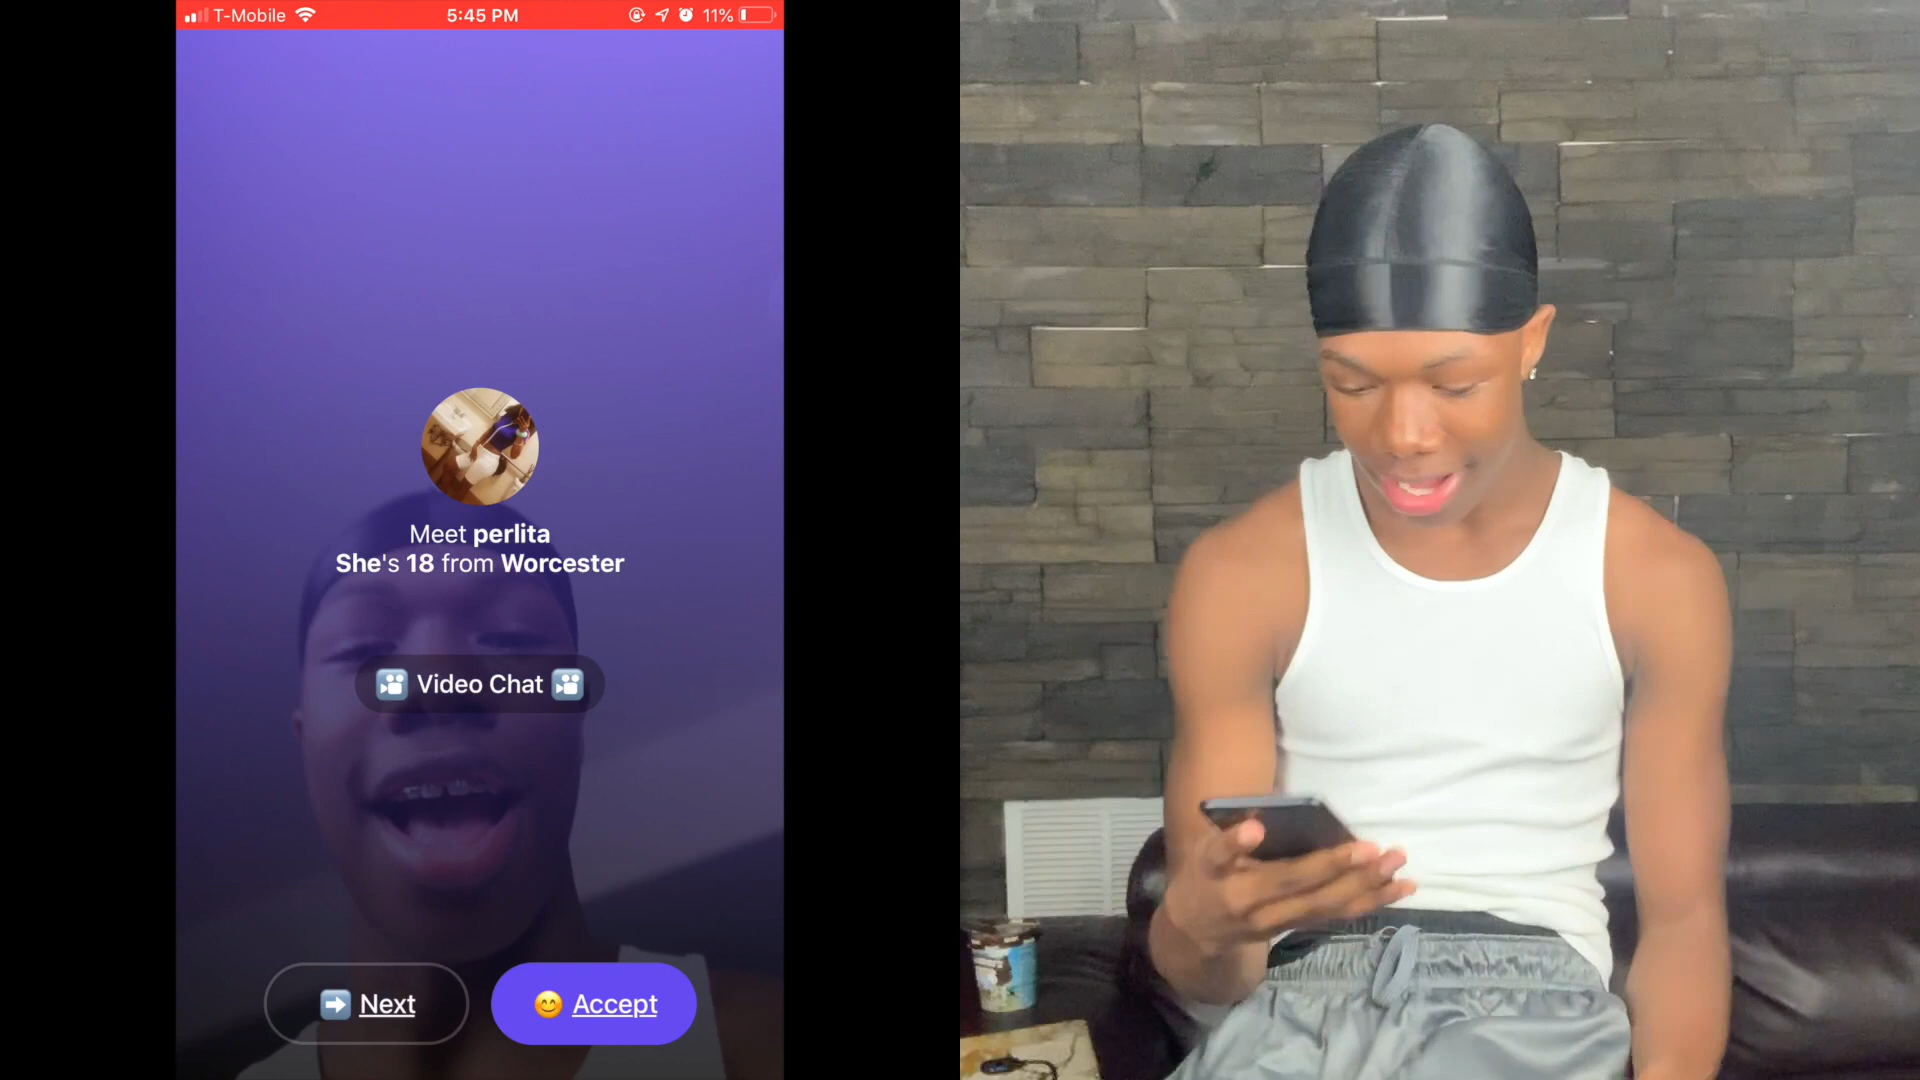 T-Mobile 5:45 PM 11%
Meet perlita
She's 18 from Worcester
Video Chat
Next
Accept